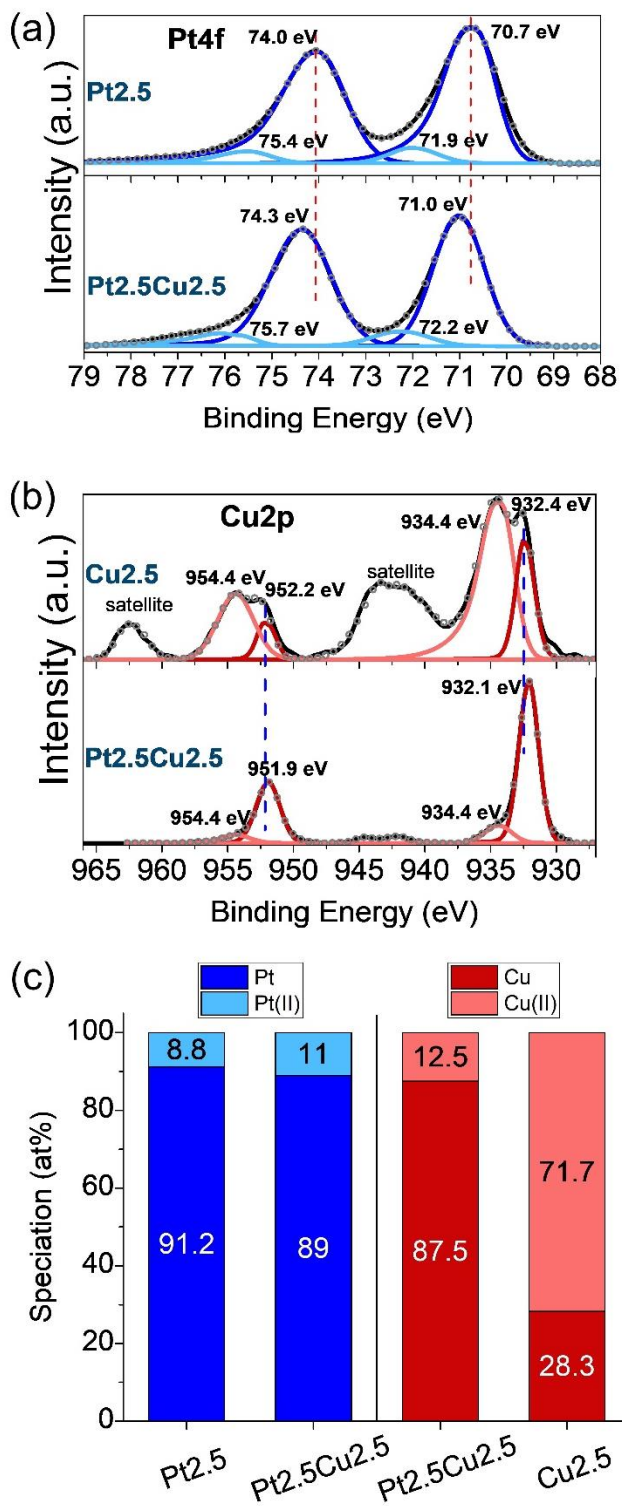 (a)
Pt4f
74.0 eV
70.7 eV
Pt2.5
75.4 eV
71.9 eV
74.3 eV
71.0 eV
Pt2.5Cu2.5
75.7 eV
72.2 eV
Intensity (a.u.)
79 78 77 76 75 74 73 72 71 70 69 68
Binding Energy (eV)
(b)
Cu2p
932.4 eV
934.4 eV
Cu2.5
954.4 eV
952.2 eV
satellite
satellite
932.1 eV
Pt2.5Cu2.5
951.9 eV
954.4 eV
934.4 eV
Intensity (a.u.)
965 960 955 950 945 940 935 930
Binding Energy (eV)
(c)
Pt
Pt(II)
Cu
Cu(II)
Speciation (at%)
100
80
60
40
20
0
8.8
11
12.5
71.7
91.2
89
87.5
28.3
Pt2.5
Pt2.5Cu2.5
Pt2.5Cu2.5
Cu2.5